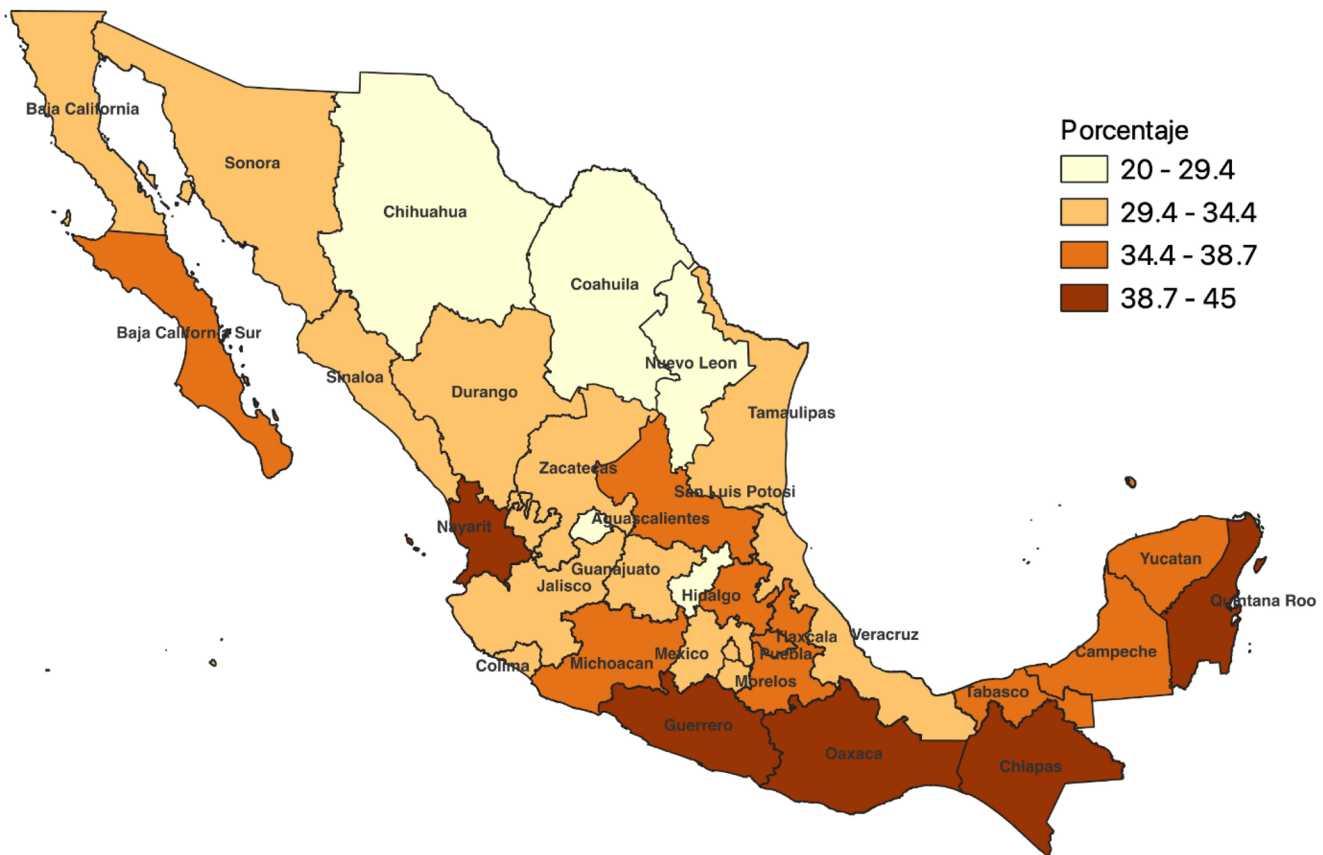 Baja California
Sonora
Chihuahua
Coahuila
Baja California Sur
Sinaloa
Durango
Nuevo Leon
Tamaulipas
Zacatecas
San Luis Potosi
Nayarit
Aguascalientes
Guanajuato
Jalisco
Hidalgo
Tlaxcala
Veracruz
Mexico
Puebla
Colima
Michoacan
Morelos
Guerrero
Oaxaca
Chiapas
Tabasco
Campeche
Yucatan
Quintana Roo
Porcentaje
20 - 29.4
29.4 - 34.4
34.4 - 38.7
38.7 - 45